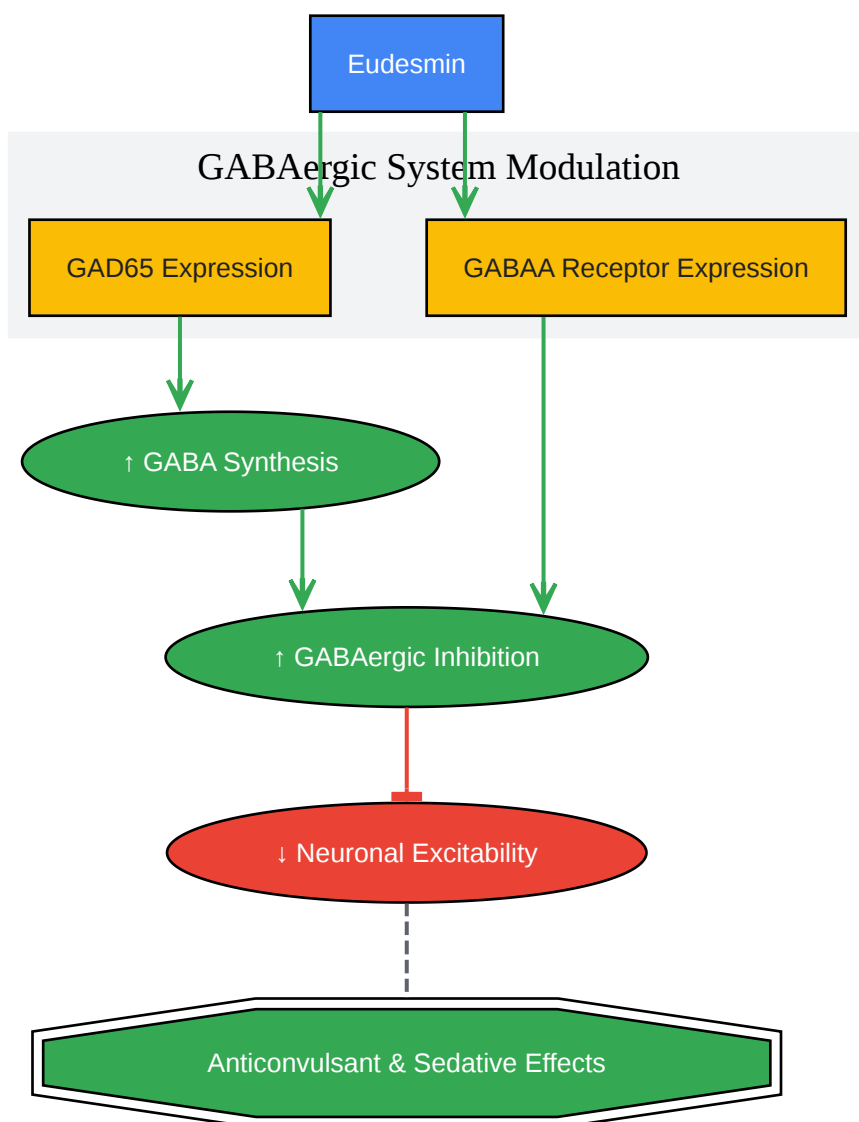 Eudesmin
GABAergic System Modulation
GAD65 Expression
GABAA Receptor Expression
↑ GABA Synthesis
↑ GABAergic Inhibition
↓ Neuronal Excitability
Anticonvulsant & Sedative Effects